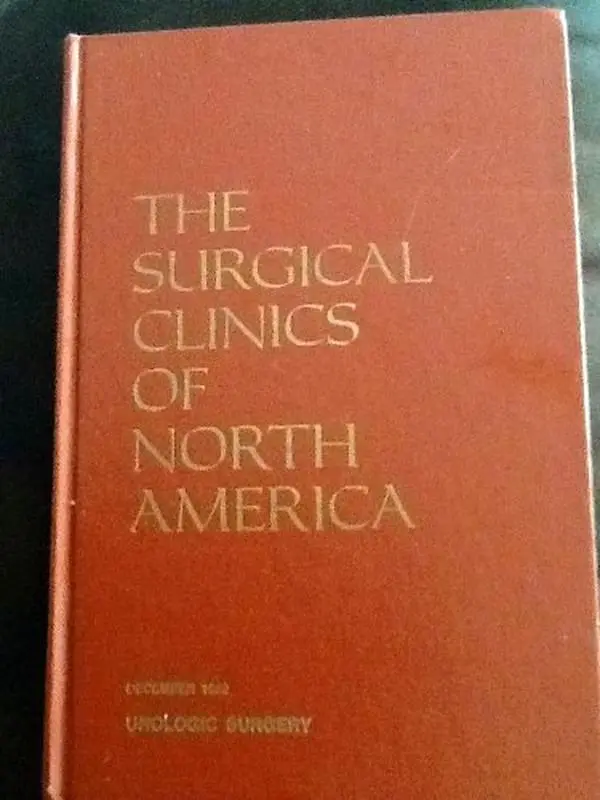 THE
SURGICAL
CLINICS
OF
NORTH
AMERICA
DECEMBER
UROLOGIC SURGERY